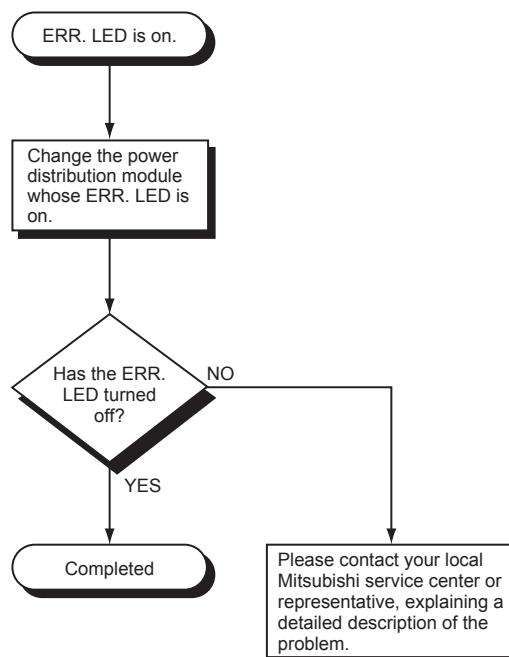 ERR. LED is on.
Change the power
distribution module
whose ERR. LED is
on.
Has the ERR.
LED turned
off?
NO
YES
Completed
Please contact your local
Mitsubishi service center or
representative, explaining a
detailed description of the
problem.